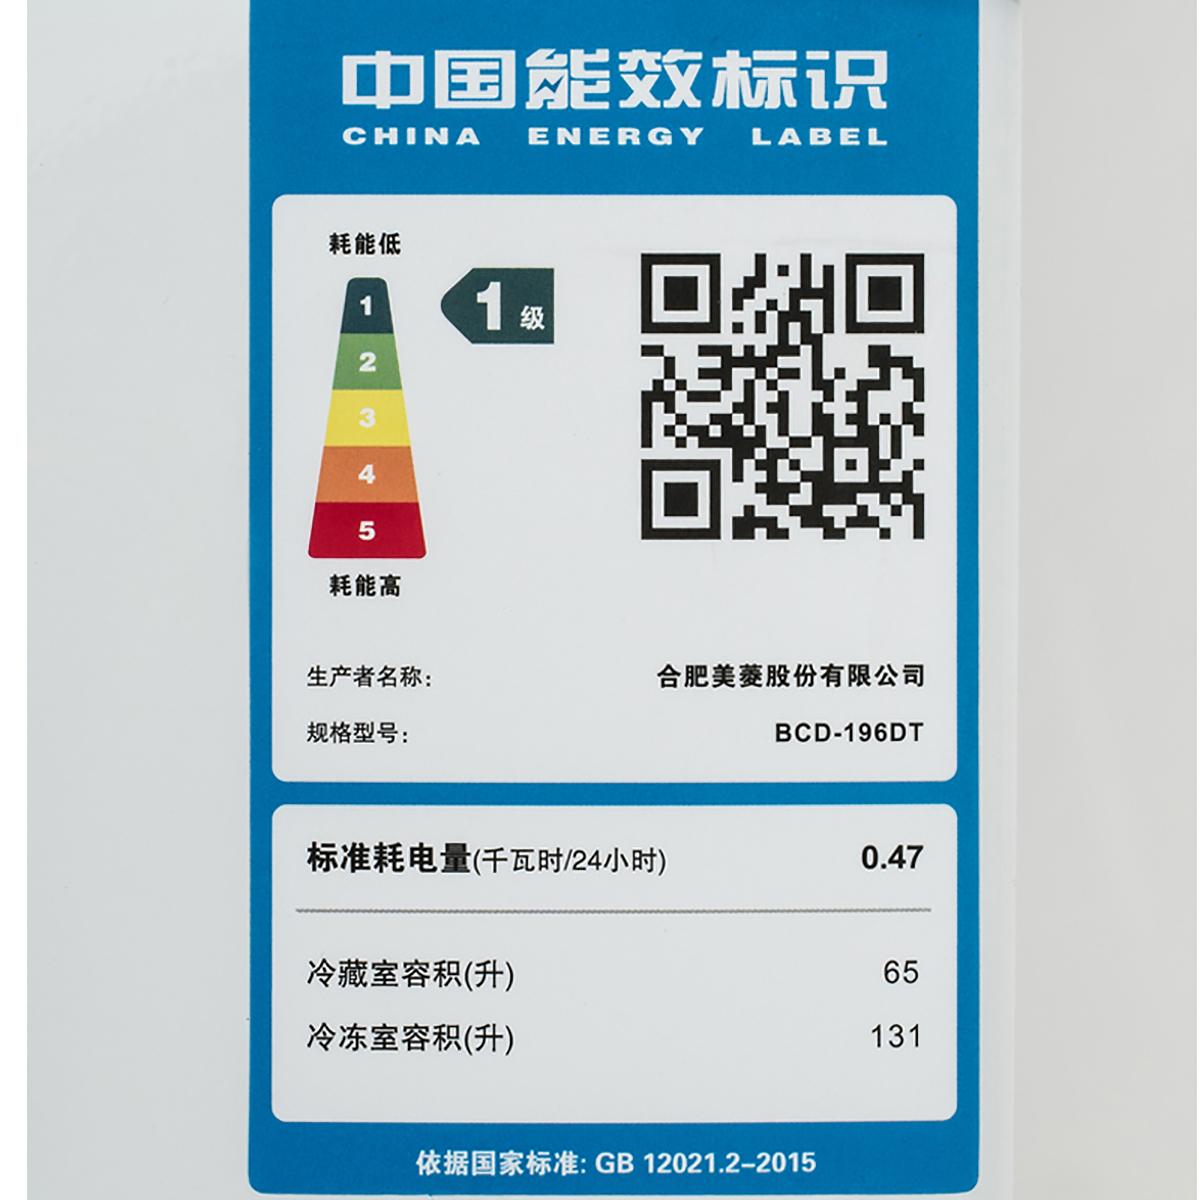 中国能效标识
CHINA ENERGY LABEL
耗能低
1
1级
2
3
4
5
耗能高
生产者名称: 合肥美菱股份有限公司
规格型号: BCD-196DT
标准耗电量(千瓦时/24小时) 0.47
冷藏室容积(升) 65
冷冻室容积(升) 131
依据国家标准: GB 12021.2-2015